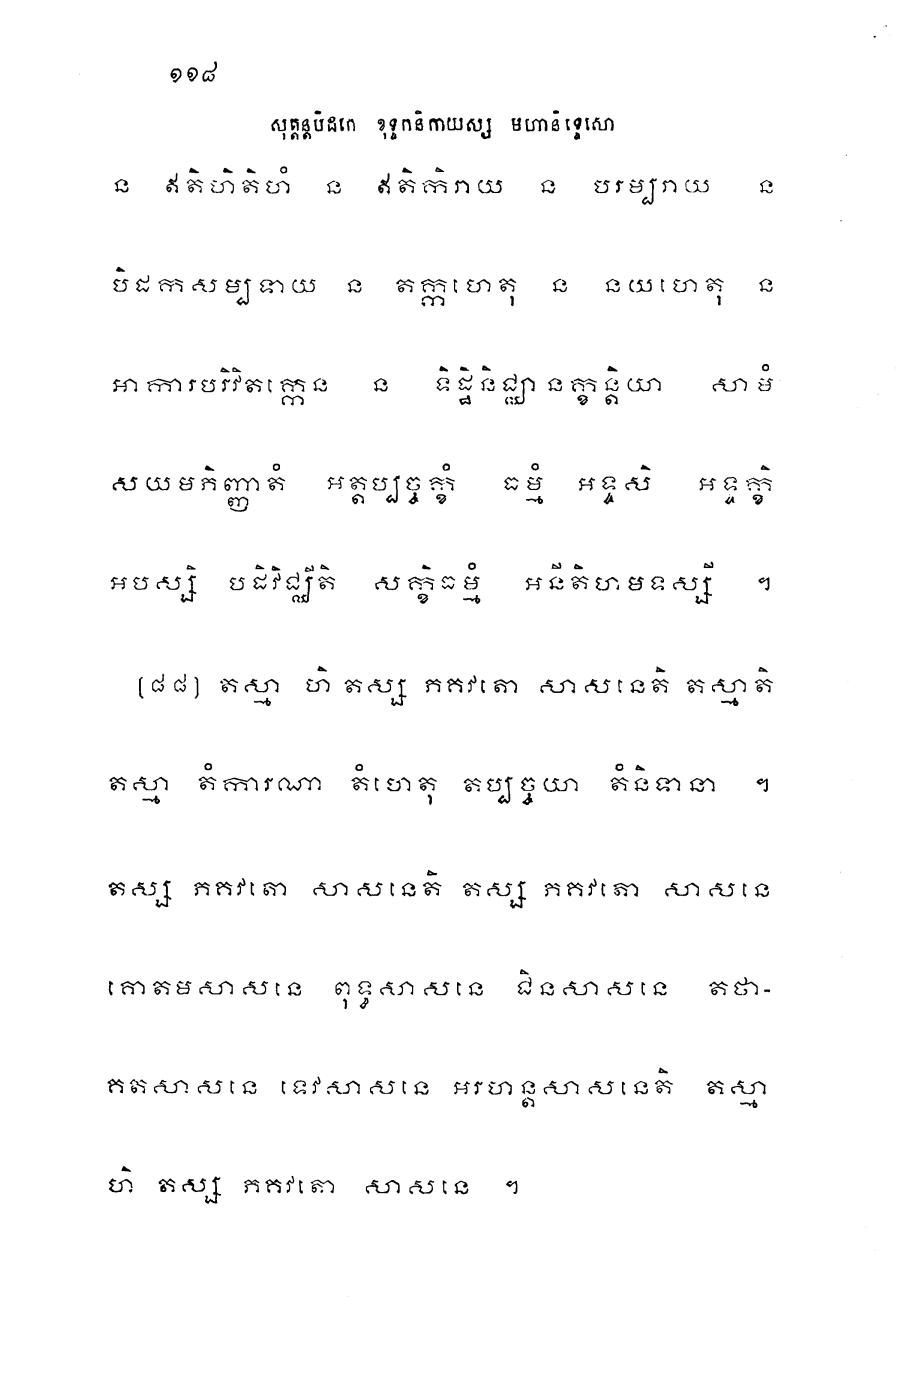 ១១៨
សុត្តន្តបិដកេ ខុទ្ទកនិកាយស្ស មហានិទ្ទេសោ
ន ឥតិហិតិហំ ន ឥតិកិរាយ ន បរម្បរាយ ន
បិដកសម្បទាយ ន តក្កហេតុ ន នយហេតុ ន
អាការបរិវិតក្កេន ន ទិដ្ឋិនិជ្ឈានក្ខន្តិយា សាមំ
សយមភិញ្ញាតំ អត្តប្បច្ចក្ខំ ធម្មំ អទ្ទសិ អទ្ទក្ខិ
អបស្សិ បដិវិជ្ឈីតិ សក្ខិធម្មំ អនីតិហមទស្សី ។
(៨៨) តស្មា ហិ តស្ស ភគវតោ សាសនេតិ តស្មាតិ
តស្មា តំការណា តំហេតុ តប្បច្ចយា តំនិទានា ។
តស្ស ភគវតោ សាសនេតិ តស្ស ភគវតោ សាសនេ
គោតមសាសនេ ពុទ្ធសាសនេ ជិនសាសនេ តថា-
គតសាសនេ ទេវសាសនេ អរហន្តសាសនេតិ តស្មា
ហិ តស្ស ភគវតោ សាសនេ ។